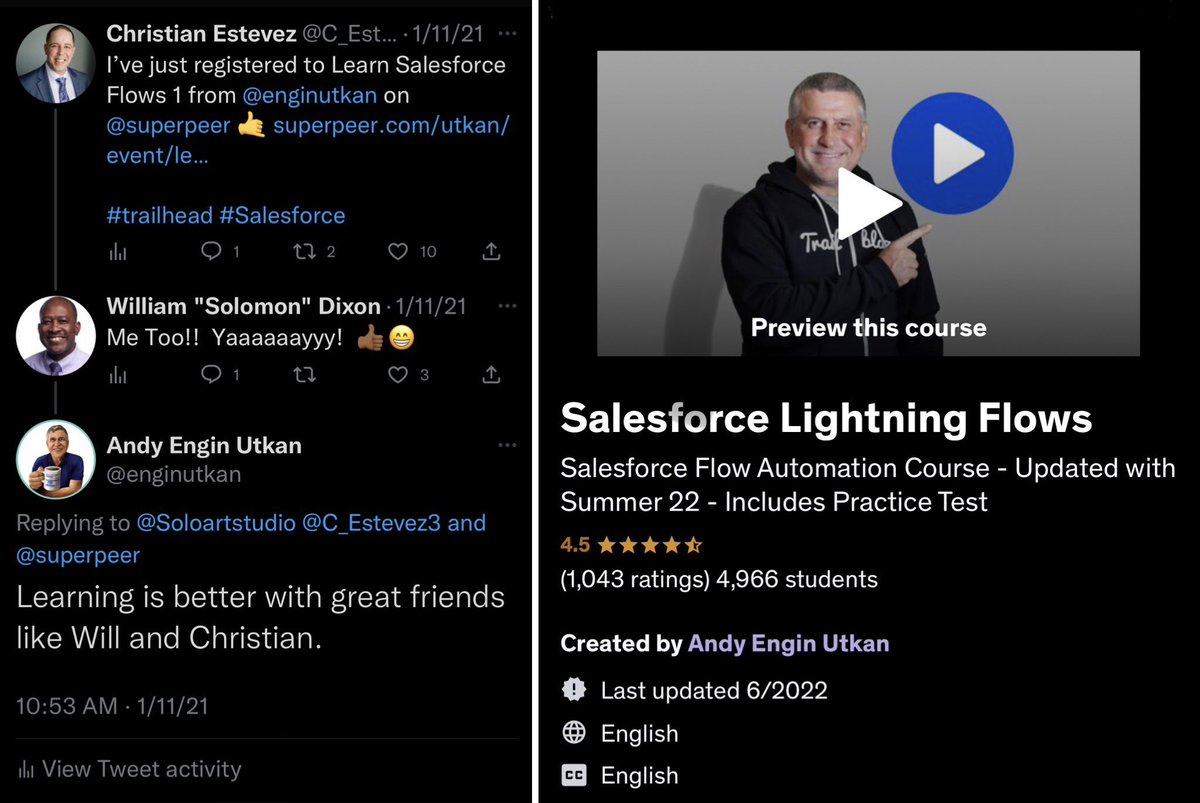 Christian Estevez @C_Est... · 1/11/21 ···
I’ve just registered to Learn Salesforce
Flows 1 from @enginutkan on
@superpeer 🤙 superpeer.com/utkan/
event/le...
#trailhead #Salesforce
1 2 10
William "Solomon" Dixon · 1/11/21 ···
Me Too!! Yaaaaaayyy! 👍🏾😁
1 3
Andy Engin Utkan ···
@enginutkan
Replying to @Soloartstudio @C_Estevez3 and
@superpeer
Learning is better with great friends
like Will and Christian.
10:53 AM · 1/11/21
View Tweet activity
Trail blaz
Preview this course
Salesforce Lightning Flows
Salesforce Flow Automation Course - Updated with
Summer 22 - Includes Practice Test
4.5
(1,043 ratings) 4,966 students
Created by Andy Engin Utkan
Last updated 6/2022
English
CC English